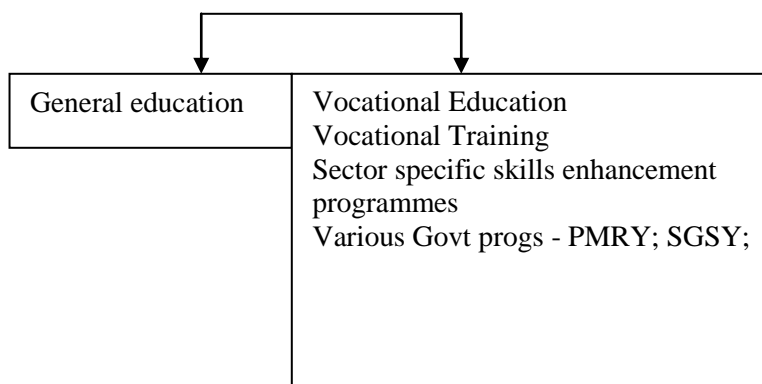 General education
Vocational Education
Vocational Training
Sector specific skills enhancement
programmes
Various Govt progs - PMRY; SGSY;